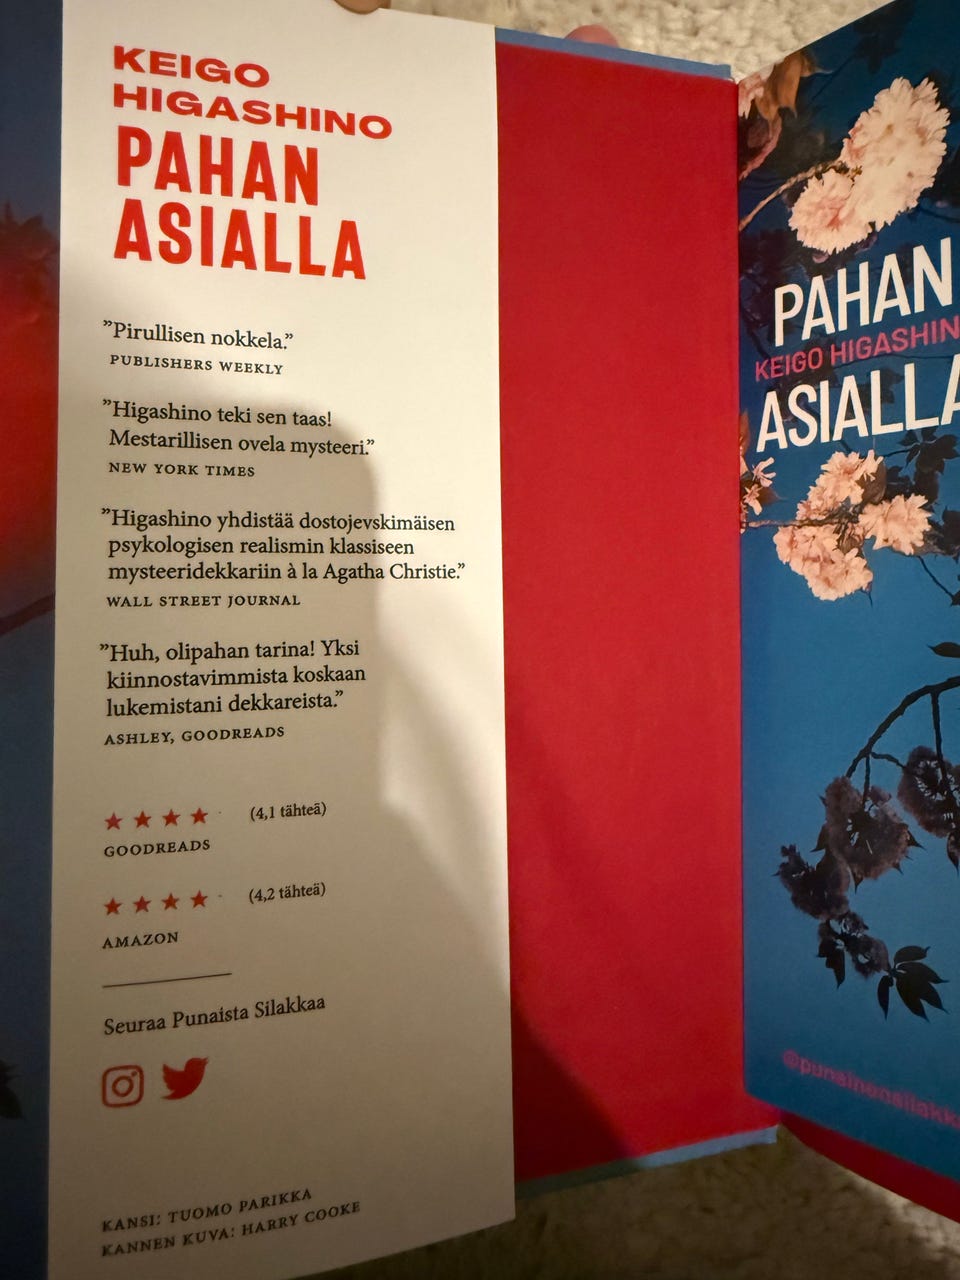 KEIGO
HIGASHINO
PAHAN
ASIALLA
”Pirullisen nokkela.”
PUBLISHERS WEEKLY
”Higashino teki sen taas!
Mestarillisen ovela mysteeri.”
NEW YORK TIMES
”Higashino yhdistää dostojevskimäisen
psykologisen realismin klassiseen
mysteeridekkariin à la Agatha Christie.”
WALL STREET JOURNAL
”Huh, olipahan tarina! Yksi
kiinnostavimmista koskaan
lukemistani dekkareista.”
ASHLEY, GOODREADS
(4,1 tähteä)
GOODREADS
(4,2 tähteä)
AMAZON
Seuraa Punaista Silakkaa
KANSI: TUOMO PARIKKA
KANNEN KUVA: HARRY COOKE
PAHAN
KEIGO HIGASHIN
ASIALLA
@punainensilakk